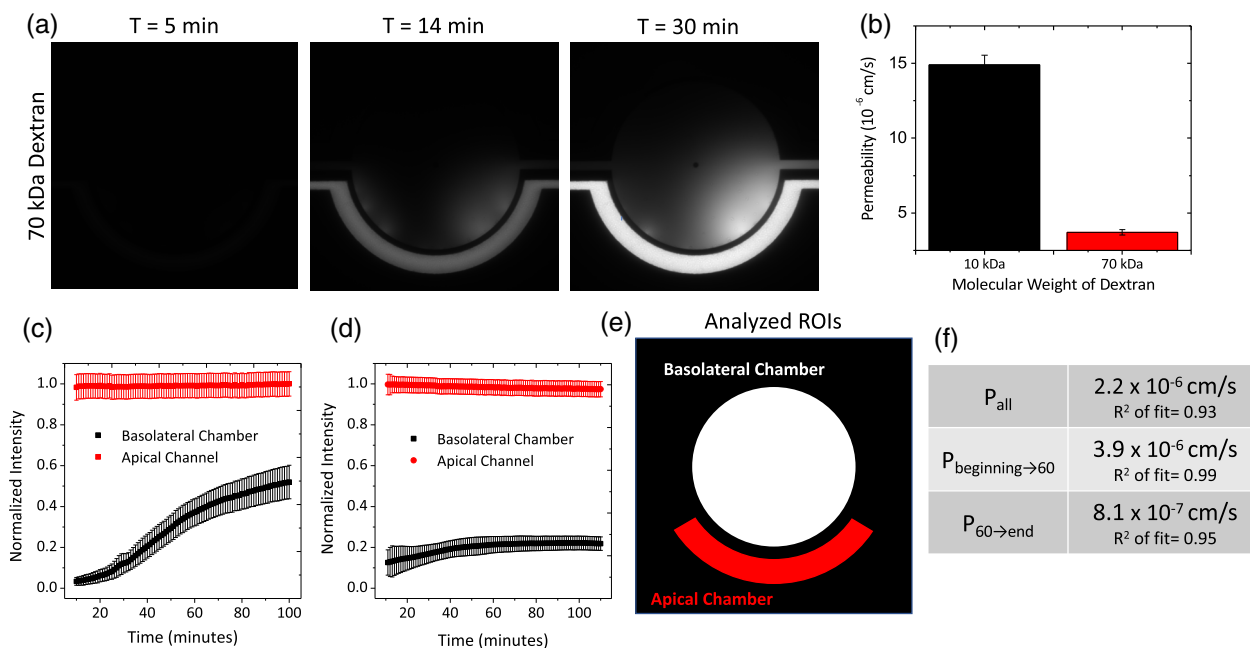 (a)
T = 5 min
T = 14 min
T = 30 min
70 kDa Dextran
(b)
Permeability (10⁻⁶ cm/s)
15
10
5
10 kDa
70 kDa
Molecular Weight of Dextran
(c)
Normalized Intensity
1.0
0.8
0.6
0.4
0.2
0.0
Basolateral Chamber
Apical Channel
20
40
60
80
100
Time (minutes)
(d)
Normalized Intensity
1.0
0.8
0.6
0.4
0.2
0.0
Basolateral Chamber
Apical Channel
20
40
60
80
100
Time (minutes)
(e)
Analyzed ROIs
Basolateral Chamber
Apical Chamber
(f)
P_all
2.2 x 10⁻⁶ cm/s
R² of fit= 0.93
P_beginning→60
3.9 x 10⁻⁶ cm/s
R² of fit= 0.99
P_60→end
8.1 x 10⁻⁷ cm/s
R² of fit= 0.95